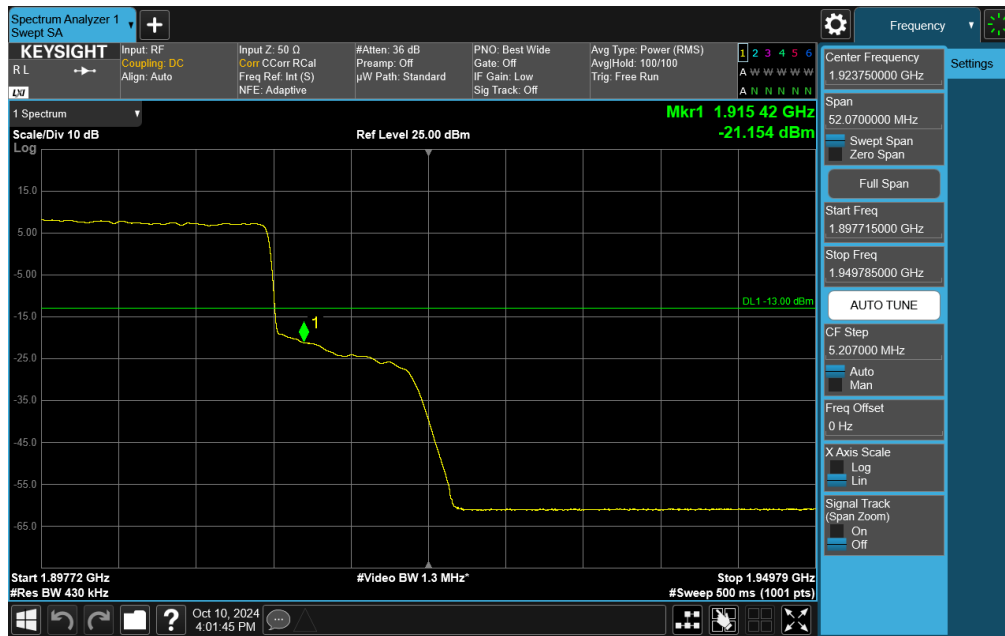 Spectrum Analyzer 1
Swept SA
Frequency
KEYSIGHT
R L
LXI
Input: RF
Coupling: DC
Align: Auto
Input Z: 50 Ω
Corr CCorr RCal
Freq Ref: Int (S)
NFE: Adaptive
#Atten: 36 dB
Preamp: Off
µW Path: Standard
PNO: Best Wide
Gate: Off
IF Gain: Low
Sig Track: Off
Avg Type: Power (RMS)
Avg|Hold: 100/100
Trig: Free Run
1 2 3 4 5 6
A W W W W W
A N N N N N
1 Spectrum
Mkr1 1.915 42 GHz
Scale/Div 10 dB
Ref Level 25.00 dBm
-21.154 dBm
Log
15.0
5.00
-5.00
-15.0
-25.0
-35.0
-45.0
-55.0
-65.0
DL1 -13.00 dBm
1
Start 1.89772 GHz
#Video BW 1.3 MHz*
Stop 1.94979 GHz
#Res BW 430 kHz
#Sweep 500 ms (1001 pts)
Settings
Center Frequency
1.923750000 GHz
Span
52.0700000 MHz
Swept Span
Zero Span
Full Span
Start Freq
1.897715000 GHz
Stop Freq
1.949785000 GHz
AUTO TUNE
CF Step
5.207000 MHz
Auto
Man
Freq Offset
0 Hz
X Axis Scale
Log
Lin
Signal Track
(Span Zoom)
On
Off
Oct 10, 2024
4:01:45 PM